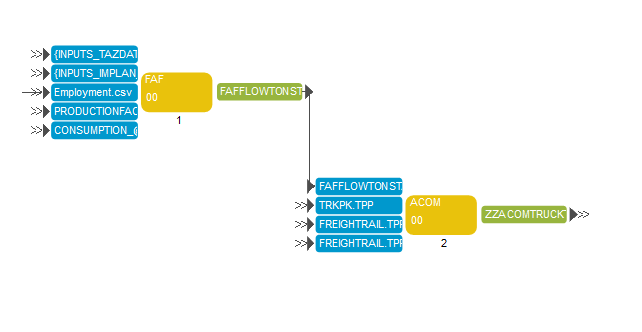 {INPUTS_TAZDAT
{INPUTS_IMPLAN_
Employment.csv
PRODUCTIONFAC
CONSUMPTION_@
FAF
00
1
FAFFLOWTONST
FAFFLOWTONST
TRKPK.TPP
FREIGHTRAIL.TPP
FREIGHTRAIL.TPP
ACOM
00
2
ZZACOMTRUCK